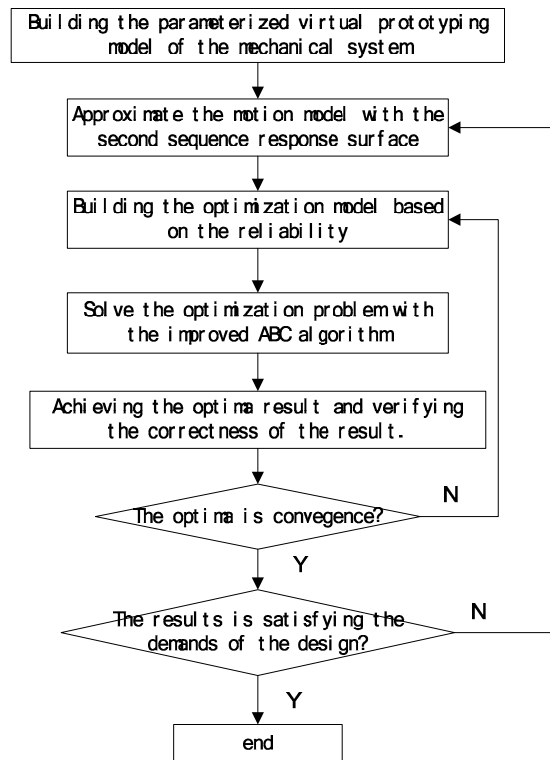 Building the parameterized virtual prototyping
model of the mechanical system
Approximate the motion model with the
second sequence response surface
Building the optimization model based
on the reliability
Solve the optimization problem with
the improved ABC algorithm
Achieving the optima result and verifying
the correctness of the result.
The optima is convegence?
N
Y
The results is satisfying the
demands of the design?
N
Y
end